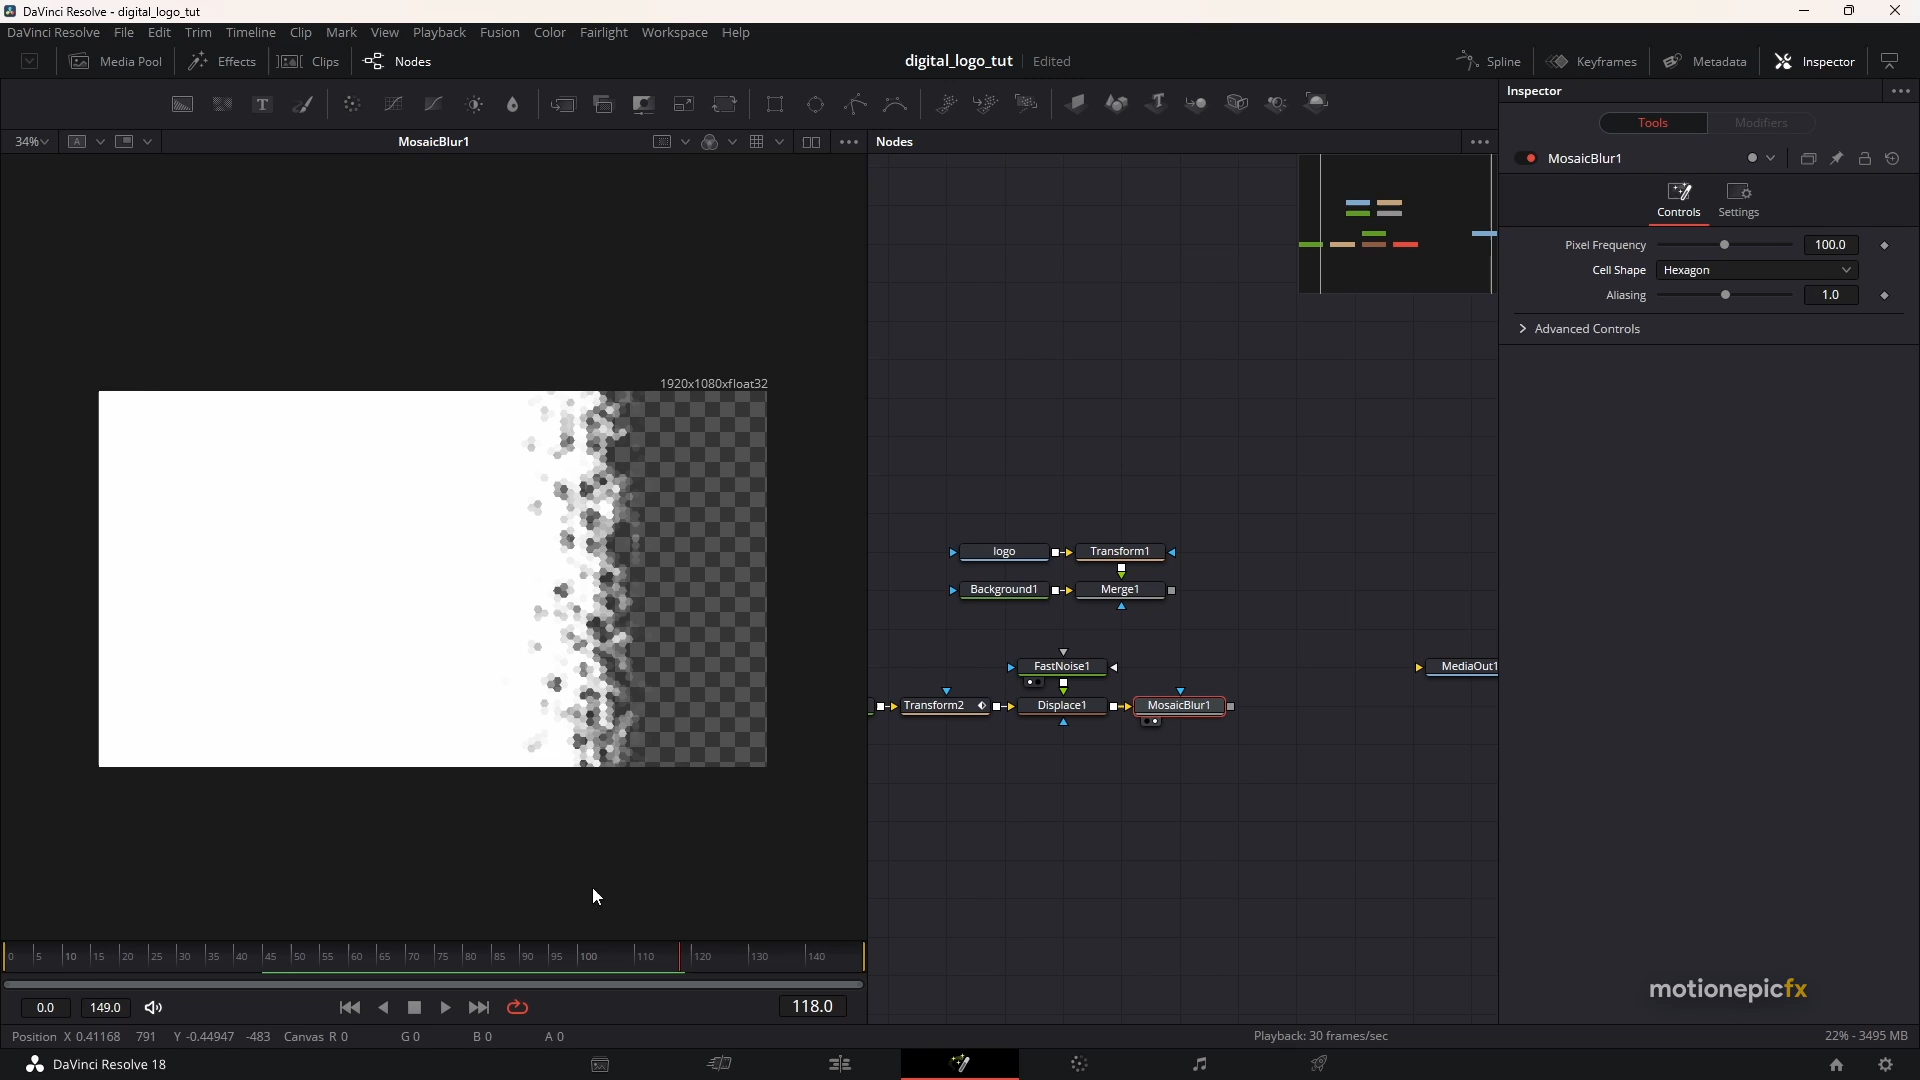 DaVinci Resolve - digital_logo_tut
DaVinci Resolve File Edit Trim Timeline Clip Mark View Playback Fusion Color Fairlight Workspace Help
Media Pool Effects Clips Nodes digital_logo_tut Edited Spline Keyframes Metadata Inspector
Inspector
34% A MosaicBlur1 Nodes
Tools Modifiers
MosaicBlur1
Controls Settings
Pixel Frequency 100.0
Cell Shape Hexagon
Aliasing 1.0
Advanced Controls
1920x1080xfloat32
logo Transform1
Background1 Merge1
FastNoise1 MediaOut1
Transform2 Displace1 MosaicBlur1
0 5 10 15 20 25 30 35 40 45 50 55 60 65 70 75 80 85 90 95 100 110 120 130 140
motionepicfx
0.0 149.0 118.0
Position X 0.41168 791 Y -0.44947 -483 Canvas R 0 G 0 B 0 A 0 Playback: 30 frames/sec 22% - 3495 MB
DaVinci Resolve 18